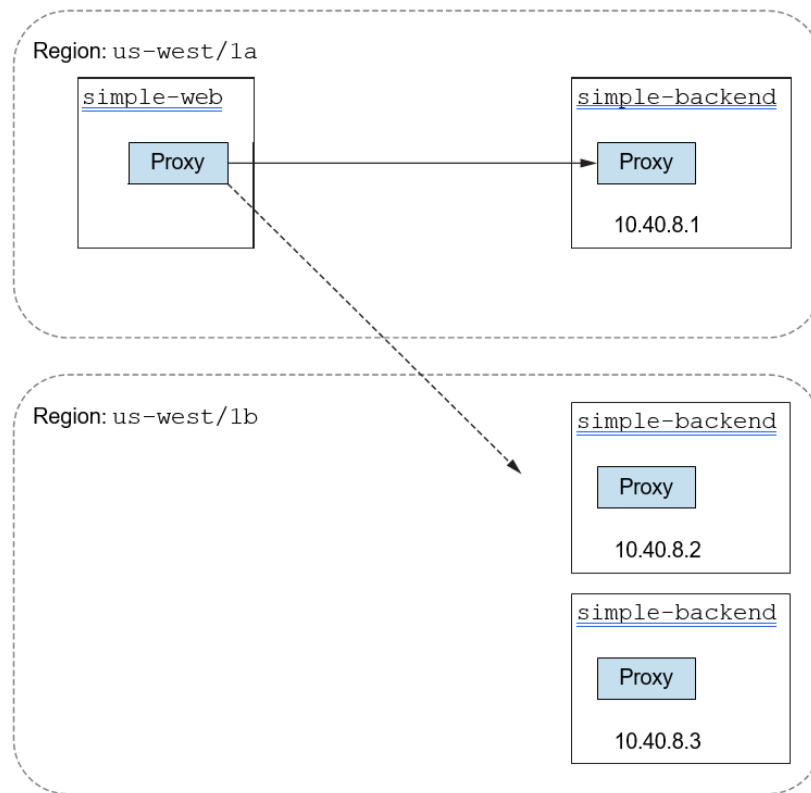 Region: us-west/1a
simple-web
simple-backend
Proxy
Proxy
10.40.8.1
Region: us-west/1b
simple-backend
Proxy
10.40.8.2
simple-backend
Proxy
10.40.8.3